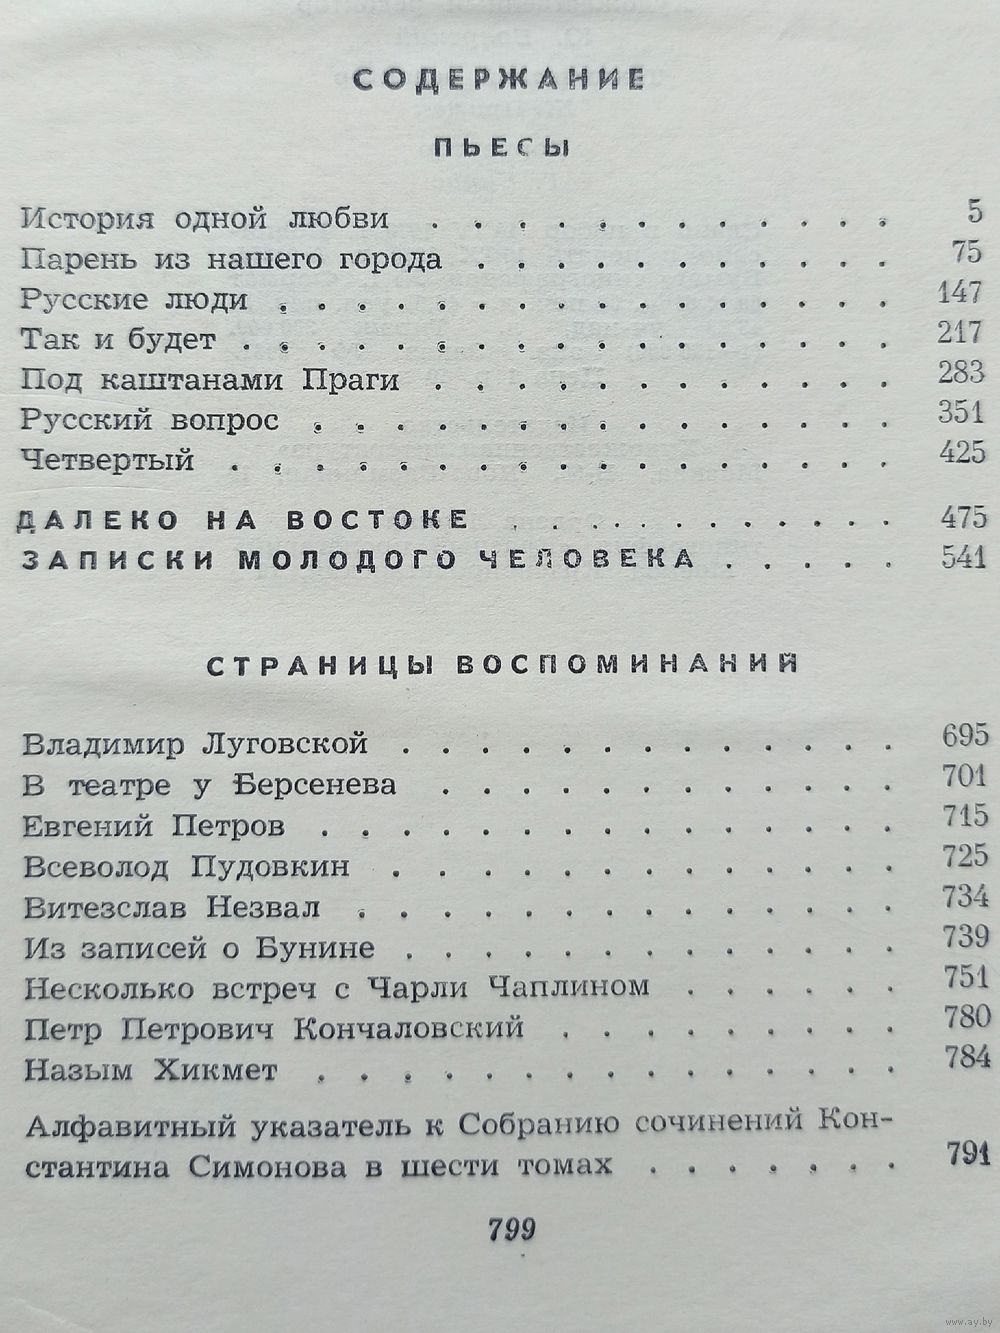 СОДЕРЖАНИЕ
ПЬЕСЫ
История одной любви . . . . . . . . . . . . 5
Парень из нашего города . . . . . . . . . . . 75
Русские люди . . . . . . . . . . . . . . . . 147
Так и будет . . . . . . . . . . . . . . . . . 217
Под каштанами Праги . . . . . . . . . . . . 283
Русский вопрос . . . . . . . . . . . . . . . 351
Четвертый . . . . . . . . . . . . . . . . . 425
ДАЛЕКО НА ВОСТОКЕ . . . . . . . . . . 475
ЗАПИСКИ МОЛОДОГО ЧЕЛОВЕКА . . . . . 541
СТРАНИЦЫ ВОСПОМИНАНИЙ
Владимир Луговской . . . . . . . . . . . . . 695
В театре у Берсенева . . . . . . . . . . . . 701
Евгений Петров . . . . . . . . . . . . . . . 715
Всеволод Пудовкин . . . . . . . . . . . . . 725
Витезслав Незвал . . . . . . . . . . . . . . 734
Из записей о Бунине . . . . . . . . . . . . . 739
Несколько встреч с Чарли Чаплином . . . . . . 751
Петр Петрович Кончаловский . . . . . . . . . 780
Назым Хикмет . . . . . . . . . . . . . . . 784
Алфавитный указатель к Собранию сочинений Кон-
стантина Симонова в шести томах . . . . . . . 791
799
www.ay.by